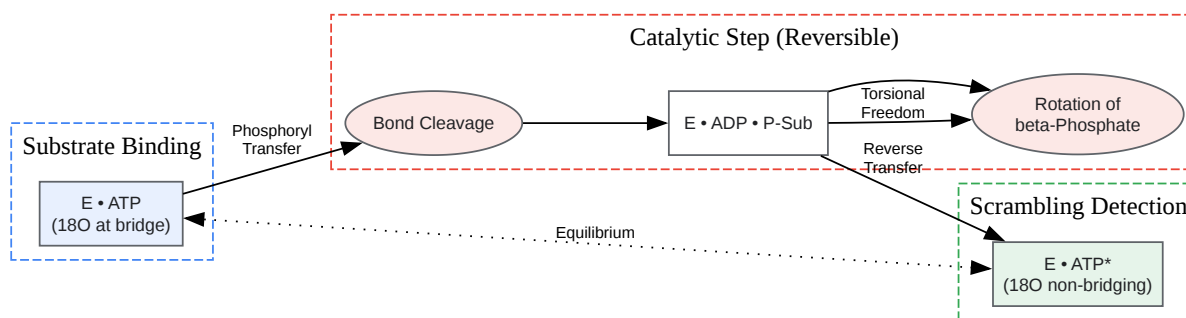 Catalytic Step (Reversible)
Substrate Binding
E • ATP
(18O at bridge)
Phosphoryl
Transfer
Bond Cleavage
E • ADP • P-Sub
Torsional
Freedom
Rotation of
beta-Phosphate
Reverse
Transfer
Equilibrium
Scrambling Detection
E • ATP*
(18O non-bridging)